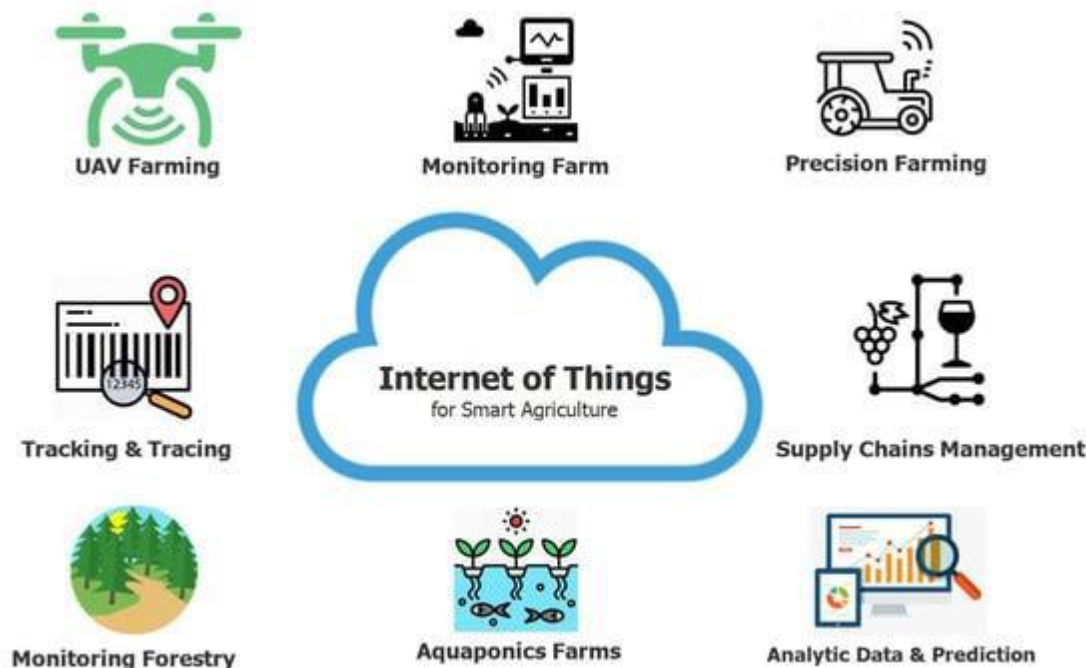 UAV Farming
Monitoring Farm
Precision Farming
Internet of Things
for Smart Agriculture
12345
Tracking & Tracing
Supply Chains Management
Monitoring Forestry
Aquaponics Farms
Analytic Data & Prediction